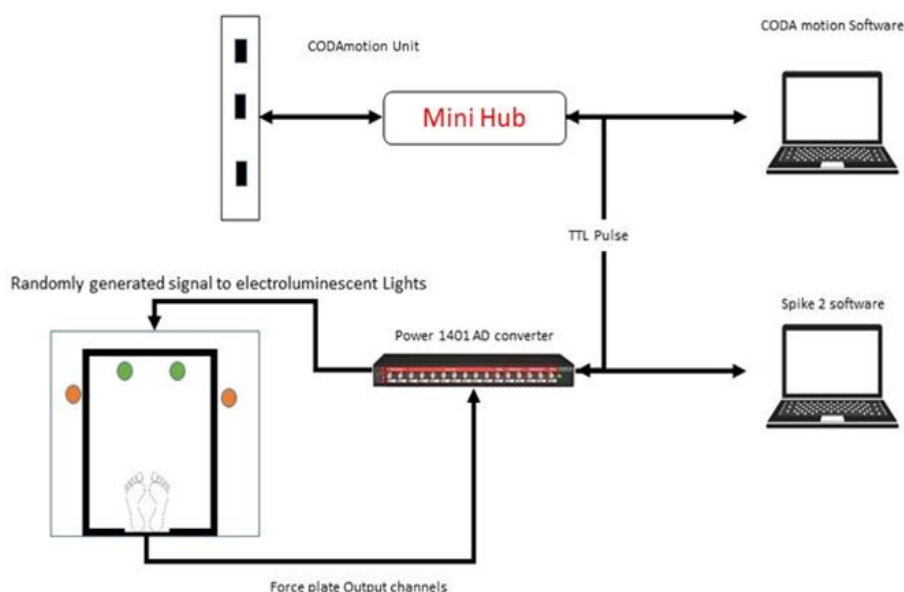 CODA motion Software
CODAmotion Unit
Mini Hub
TTL Pulse
Randomly generated signal to electroluminescent Lights
Spike 2 software
Power 1401 AD converter
Force plate Output channels